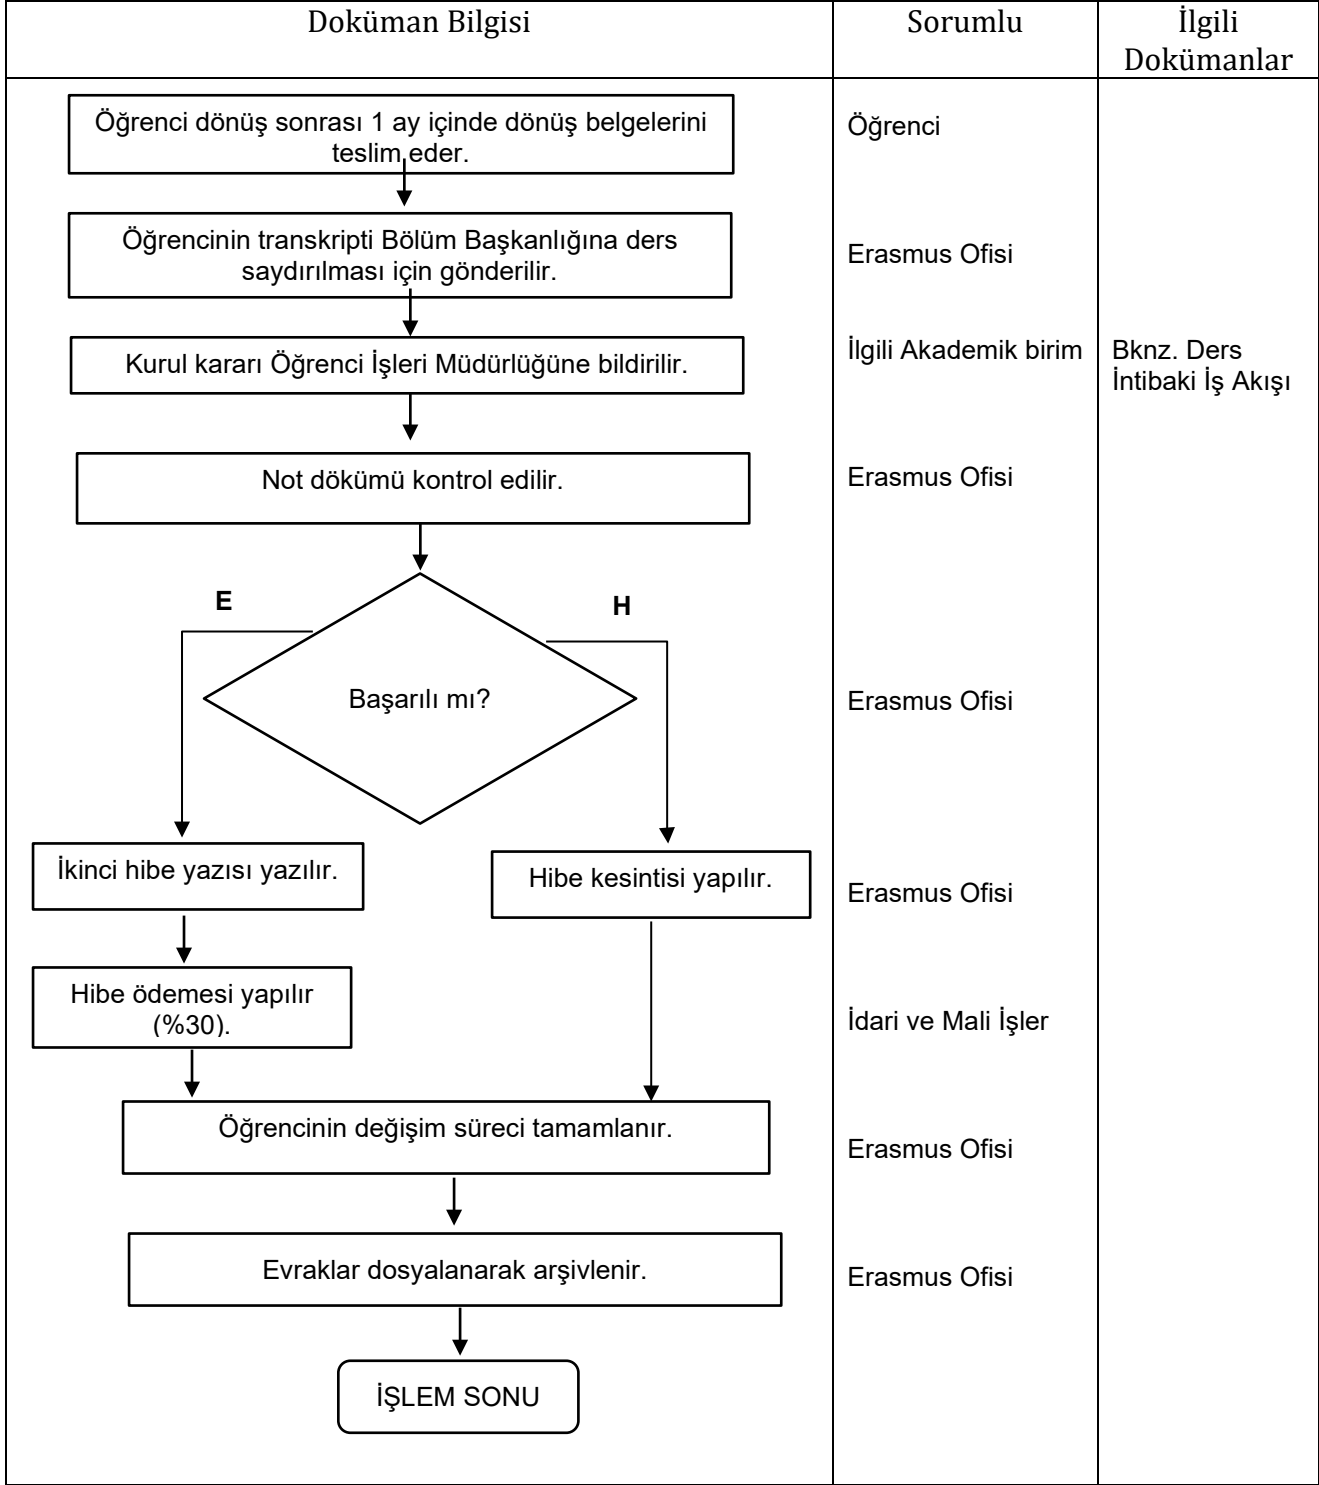 Doküman Bilgisi
Sorumlu
İlgili
Dokümanlar
Öğrenci dönüş sonrası 1 ay içinde dönüş belgelerini
teslim eder.
Öğrenci
Öğrencinin transkripti Bölüm Başkanlığına ders
saydırılması için gönderilir.
Erasmus Ofisi
Kurul kararı Öğrenci İşleri Müdürlüğüne bildirilir.
İlgili Akademik birim
Bknz. Ders
İntibaki İş Akışı
Not dökümü kontrol edilir.
Erasmus Ofisi
E
H
Başarılı mı?
Erasmus Ofisi
İkinci hibe yazısı yazılır.
Hibe kesintisi yapılır.
Erasmus Ofisi
Hibe ödemesi yapılır
(%30).
İdari ve Mali İşler
Öğrencinin değişim süreci tamamlanır.
Erasmus Ofisi
Evraklar dosyalanarak arşivlenir.
Erasmus Ofisi
İŞLEM SONU